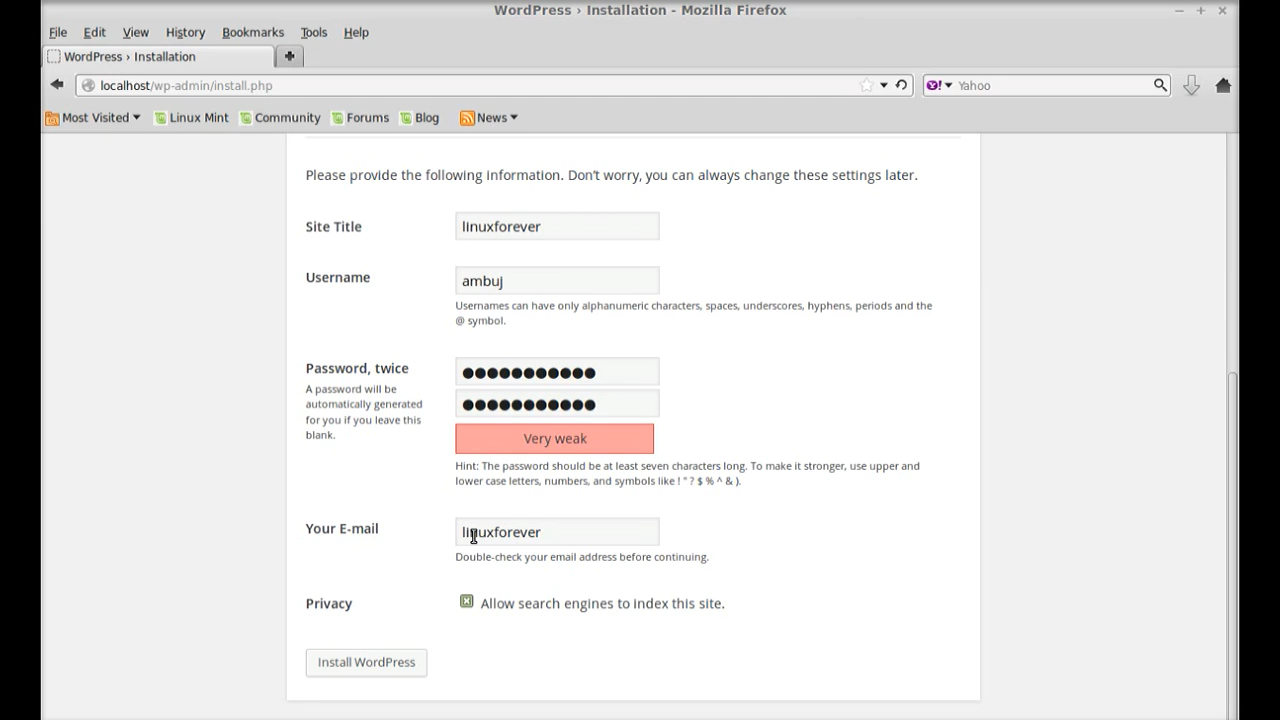 WordPress › Installation - Mozilla Firefox
File Edit View History Bookmarks Tools Help
WordPress › Installation
localhost/wp-admin/install.php
Y! Yahoo
Most Visited Linux Mint Community Forums Blog News
Please provide the following information. Don't worry, you can always change these settings later.
Site Title
linuxforever
Username
ambuj
Usernames can have only alphanumeric characters, spaces, underscores, hyphens, periods and the
@ symbol.
Password, twice
A password will be
automatically generated
for you if you leave this
blank.
●●●●●●●●●●●
●●●●●●●●●●●
Very weak
Hint: The password should be at least seven characters long. To make it stronger, use upper and
lower case letters, numbers, and symbols like ! " ? $ % ^ & ).
Your E-mail
linuxforever
Double-check your email address before continuing.
Privacy
Allow search engines to index this site.
Install WordPress